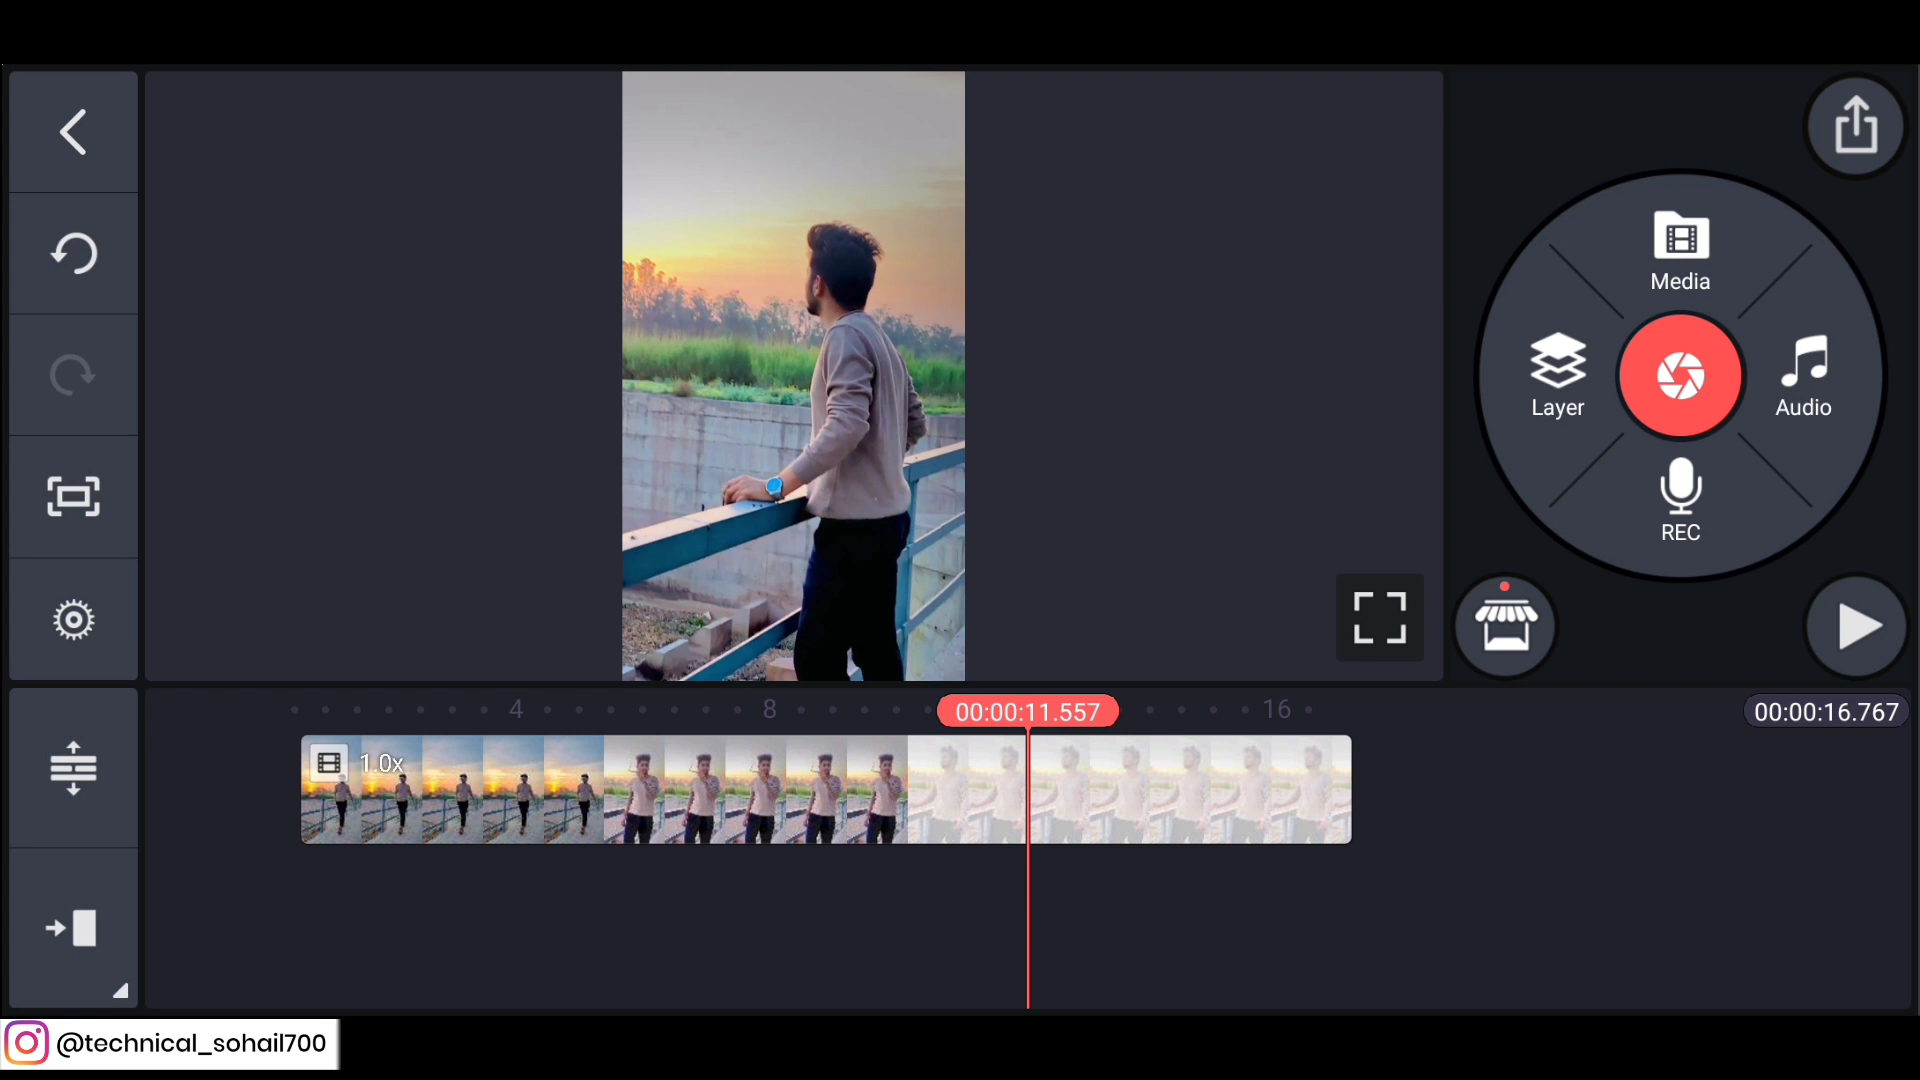 Media
Layer
Audio
REC
4
8
00:00:11.557
16
00:00:16.767
1.0x
@technical_sohail700